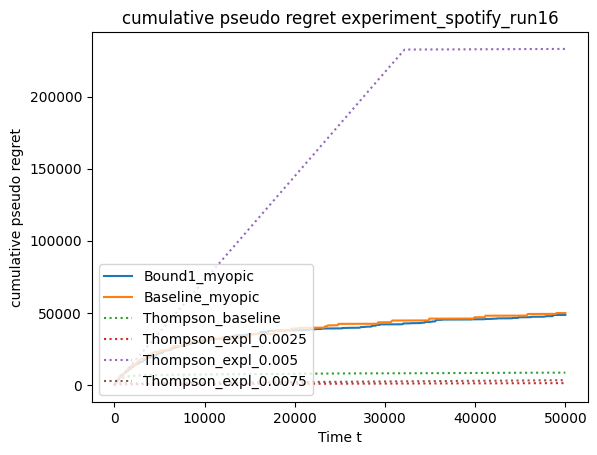 cumulative pseudo regret experiment_spotify_run16
cumulative pseudo regret
200000
150000
100000
50000
0
Bound1_myopic
Baseline_myopic
Thompson_baseline
Thompson_expl_0.0025
Thompson_expl_0.005
Thompson_expl_0.0075
0 10000 20000 30000 40000 50000
Time t